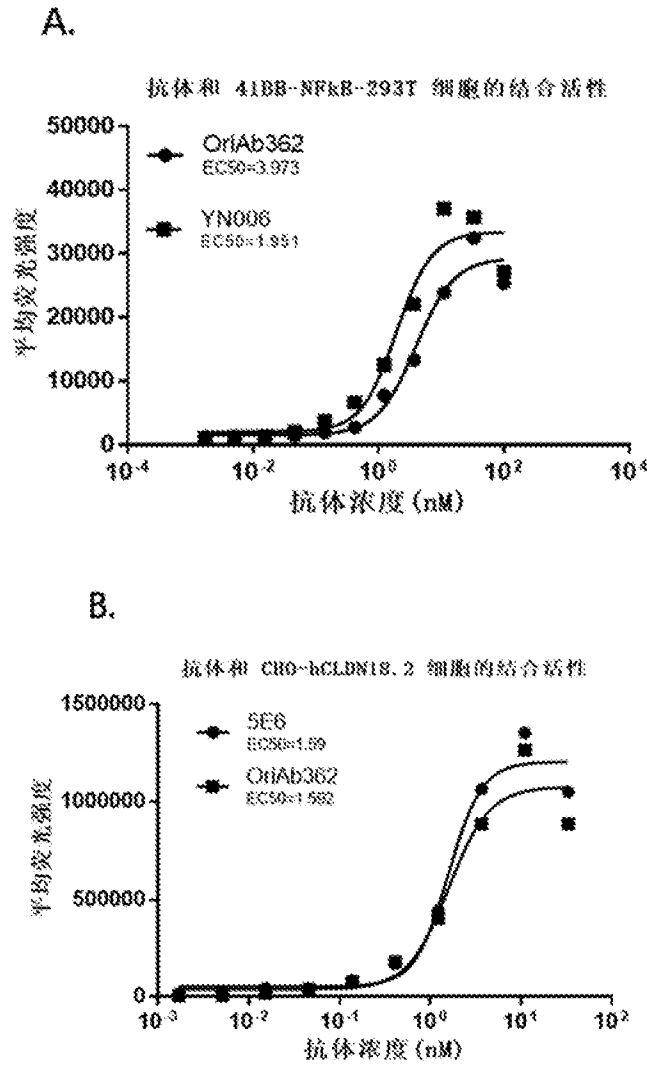 A.
抗体和 41BB-NFkB-293T 细胞的结合活性
50000
40000
30000
20000
10000
0
平均荧光强度
OriAb362
EC50=3.973
YN006
EC50=1.951
10-4 10-2 100 102 104
抗体浓度 (nM)
B.
抗体和 CHO-hCLDN18.2 细胞的结合活性
1500000
1000000
500000
0
平均荧光强度
5E6
EC50=1.59
OriAb362
10-3 10-2 10-1 100 101 102
抗体浓度 (nM)